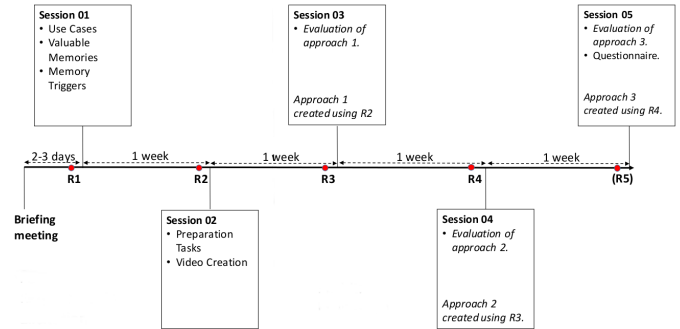 Session 01
• Use Cases
• Valuable
Memories
• Memory
Triggers
Session 03
• Evaluation of
approach 1.
Approach 1
created using R2
Session 05
• Evaluation of
approach 3.
• Questionnaire.
Approach 3
created using R4.
2-3 days
1 week
1 week
1 week
1 week
R1
R2
R3
R4
(R5)
Briefing
meeting
Session 02
• Preparation
Tasks
• Video Creation
Session 04
• Evaluation of
approach 2.
Approach 2
created using R3.